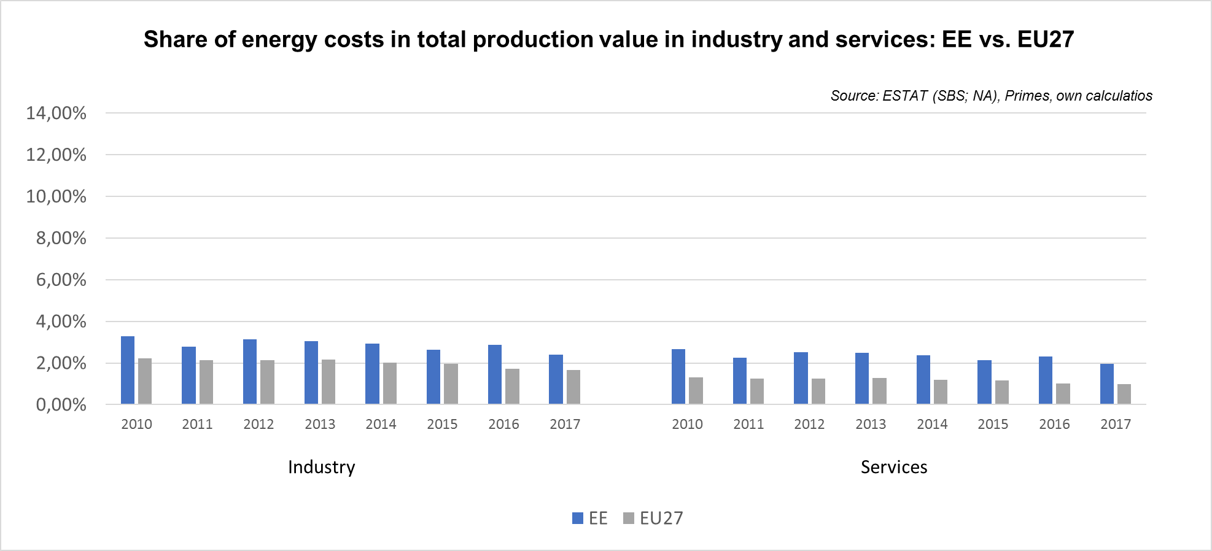 Share of energy costs in total production value in industry and services: EE vs. EU27
Source: ESTAT (SBS; NA), Primes, own calculatios
14,00%
12,00%
10,00%
8,00%
6,00%
4,00%
2,00%
0,00%
2010 2011 2012 2013 2014 2015 2016 2017 2010 2011 2012 2013 2014 2015 2016 2017
Industry Services
EE EU27